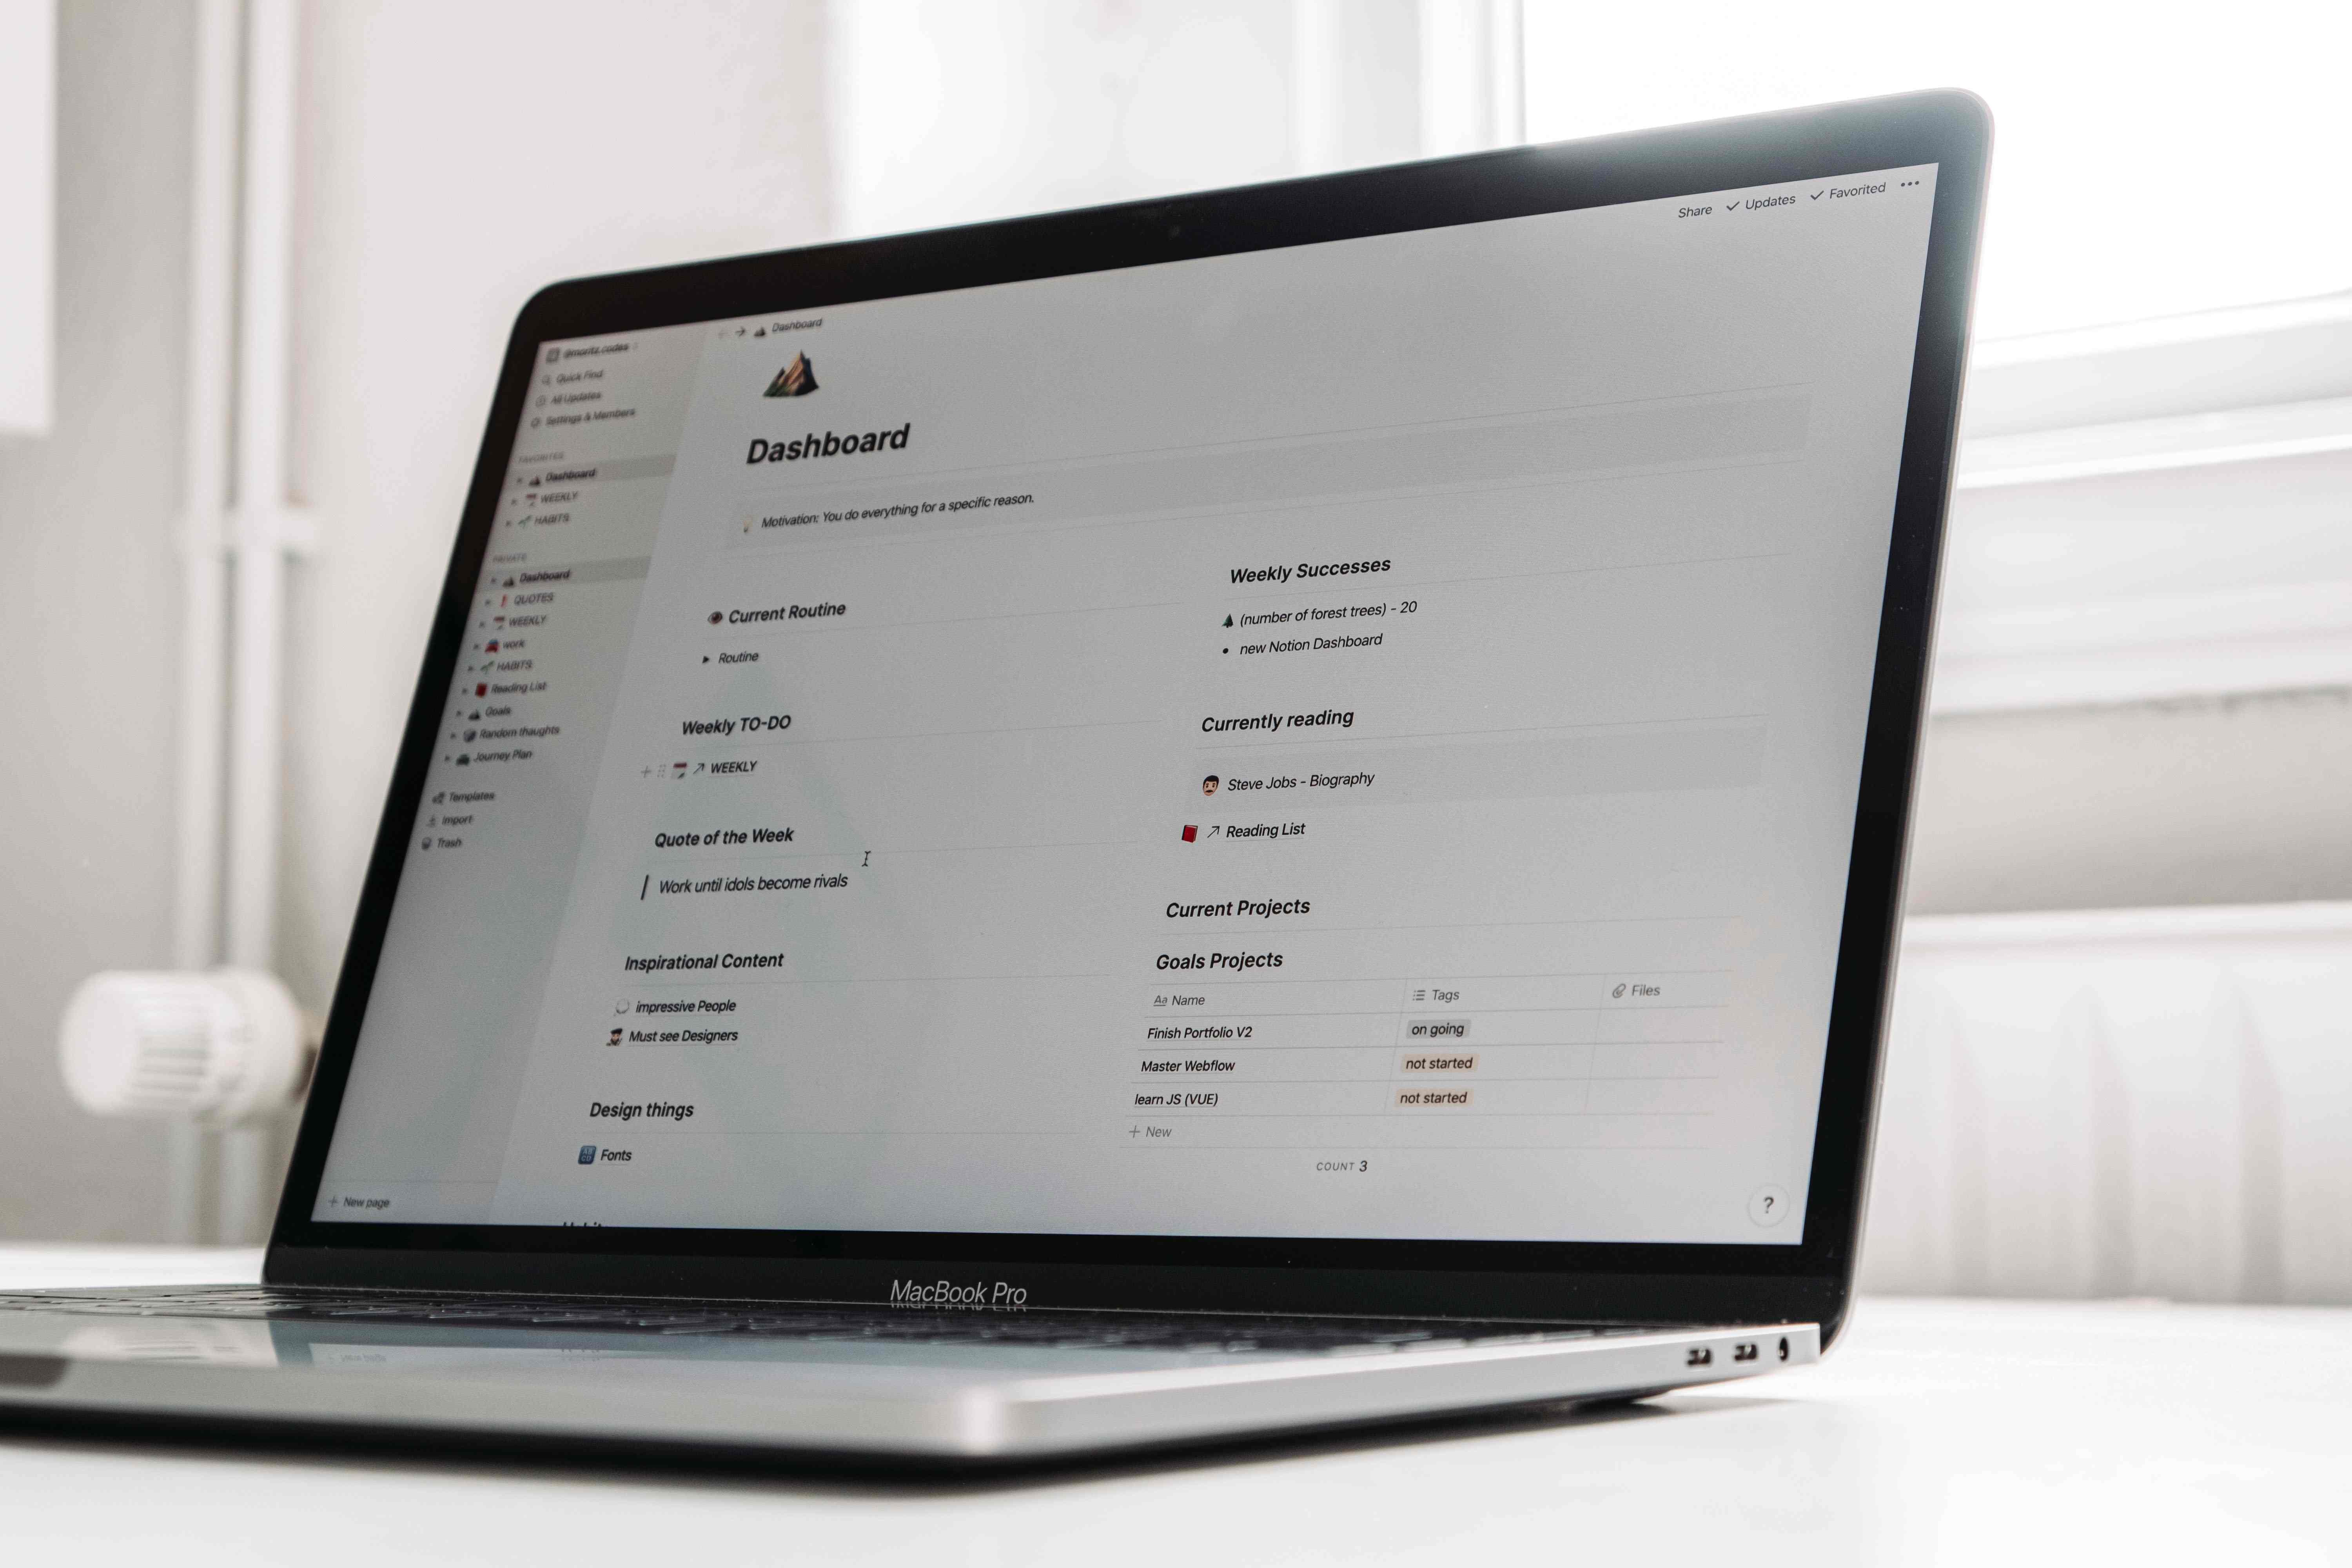 @moritz.codes
Quick Find
All Updates
Settings & Members
FAVORITES
Dashboard
WEEKLY
HABITS
PRIVATE
Dashboard
QUOTES
WEEKLY
work
HABITS
Reading List
Goals
Random thaughts
Journey Plan
Templates
Import
Trash
+ New page
Dashboard
Share ✓ Updates ✓ Favorited •••
Dashboard
Motivation: You do everything for a specific reason.
Current Routine
Routine
Weekly TO-DO
WEEKLY
Quote of the Week
Work until idols become rivals
Inspirational Content
impressive People
Must see Designers
Design things
Fonts
Weekly Successes
(number of forest trees) - 20
• new Notion Dashboard
Currently reading
Steve Jobs - Biography
Reading List
Current Projects
Goals Projects
Aa Name Tags Files
Finish Portfolio V2 on going
Master Webflow not started
learn JS (VUE) not started
+ New
COUNT 3
?
MacBook Pro